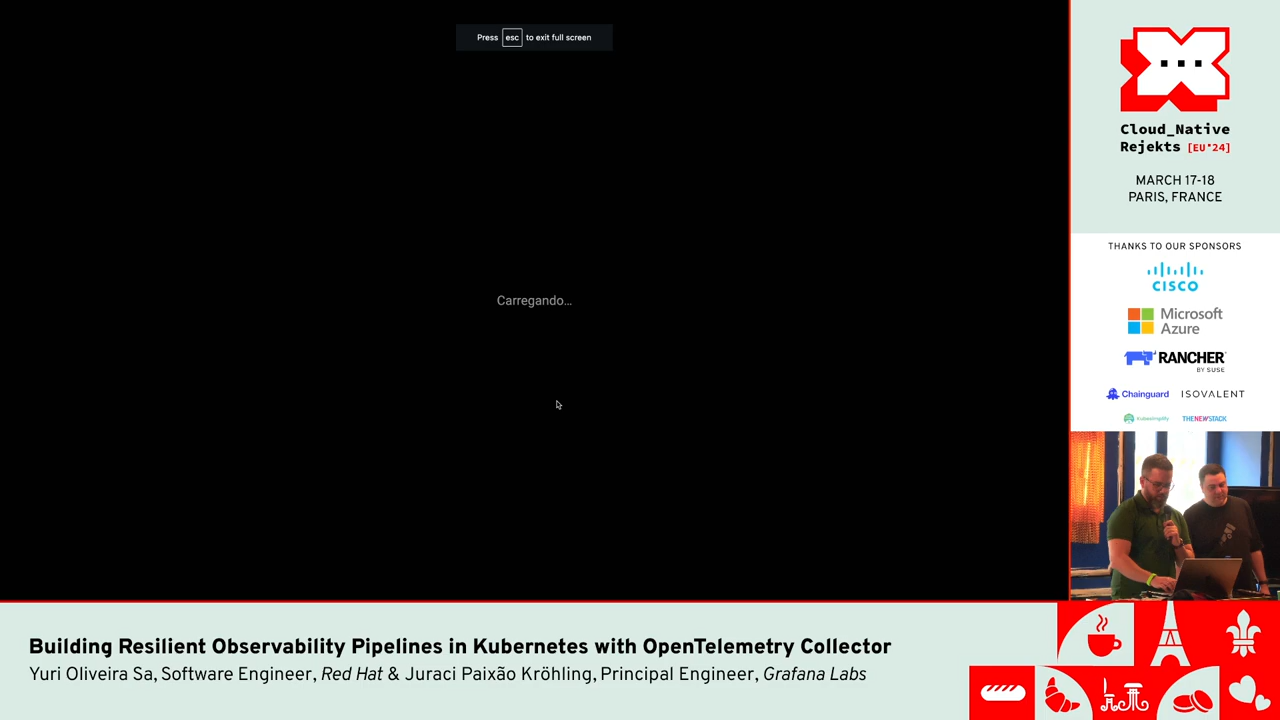 Press esc to exit full screen
Carregando...
Cloud_Native
Rejekts [EU'24]
MARCH 17-18
PARIS, FRANCE
THANKS TO OUR SPONSORS
CISCO
Microsoft
Azure
RANCHER
BY SUSE
Chainguard
ISOVALENT
Kubesimplify
THENEWSTACK
Building Resilient Observability Pipelines in Kubernetes with OpenTelemetry Collector
Yuri Oliveira Sa, Software Engineer, Red Hat & Juraci Paixão Kröhling, Principal Engineer, Grafana Labs